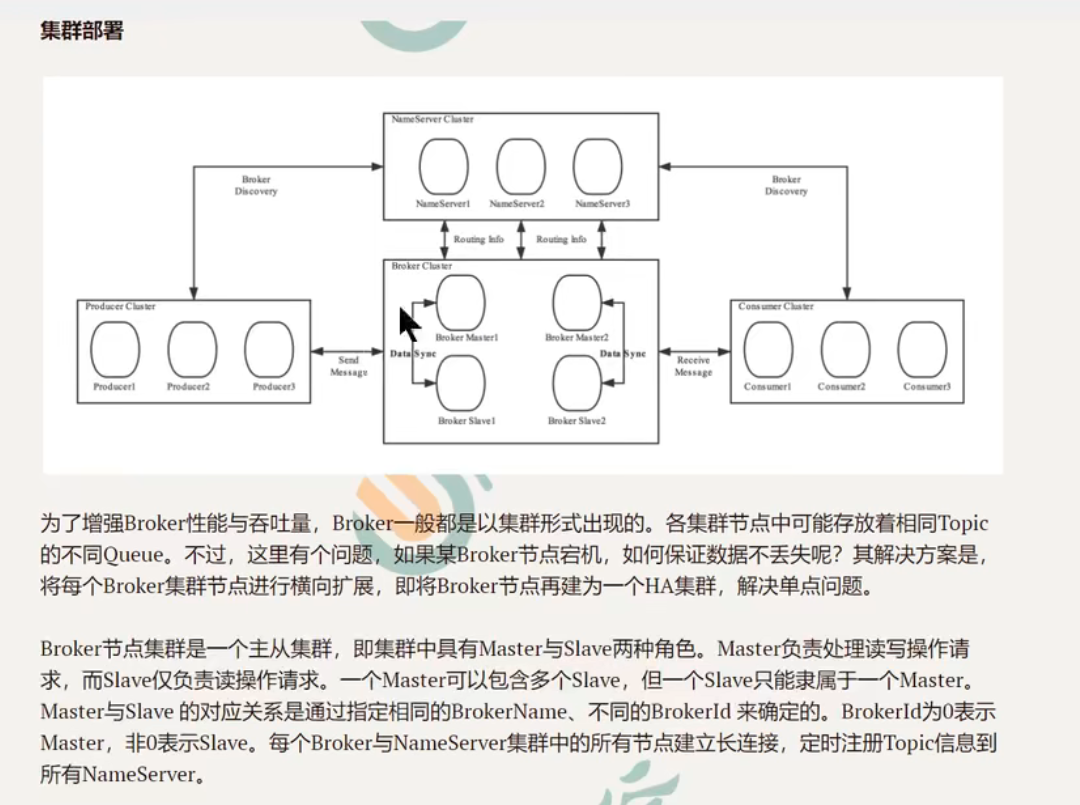 集群部署
NameServer Cluster
NameServer1 NameServer2 NameServer3
Broker
Discovery
Broker
Discovery
Routing Info Routing Info
Broker Cluster
Broker Master1 Broker Master2
Data Sync Data Sync
Broker Slave1 Broker Slave2
Producer Cluster
Producer1 Producer2 Producer3
Send
Message
Receive
Message
Consumer Cluster
Consumer1 Consumer2 Consumer3
为了增强Broker性能与吞吐量，Broker一般都是以集群形式出现的。各集群节点中可能存放着相同Topic
的不同Queue。不过，这里有个问题，如果某Broker节点宕机，如何保证数据不丢失呢？其解决方案是，
将每个Broker集群节点进行横向扩展，即将Broker节点再建为一个HA集群，解决单点问题。
Broker节点集群是一个主从集群，即集群中具有Master与Slave两种角色。Master负责处理读写操作请
求，而Slave仅负责读操作请求。一个Master可以包含多个Slave，但一个Slave只能隶属于一个Master。
Master与Slave 的对应关系是通过指定相同的BrokerName、不同的BrokerId 来确定的。BrokerId为0表示
Master，非0表示Slave。每个Broker与NameServer集群中的所有节点建立长连接，定时注册Topic信息到
所有NameServer。